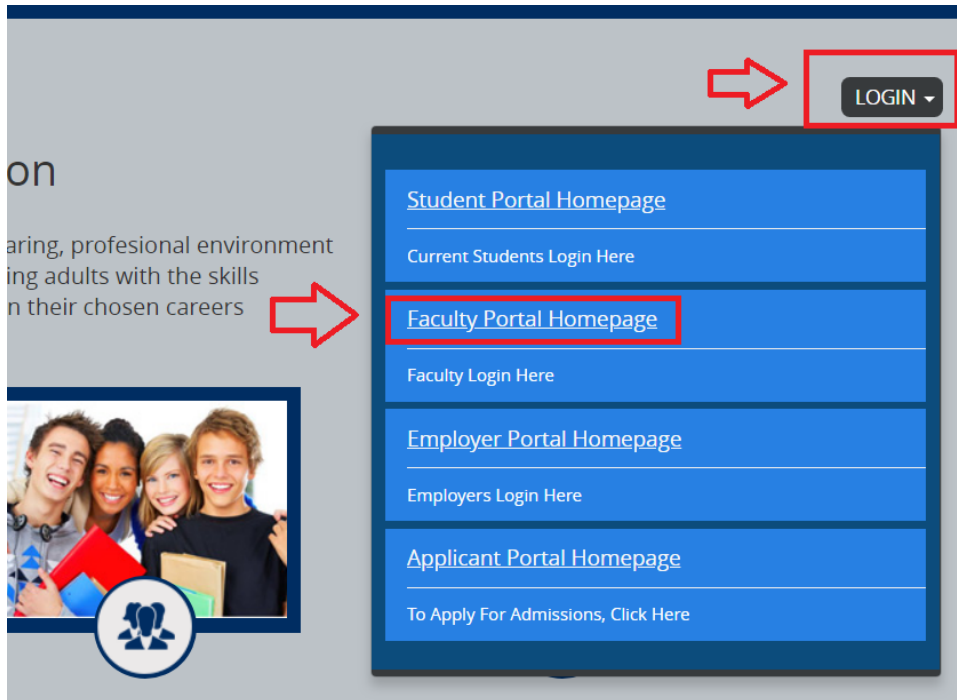 LOGIN
on
aring, profesional environment
ing adults with the skills
n their chosen careers
Student Portal Homepage
Current Students Login Here
Faculty Portal Homepage
Faculty Login Here
Employer Portal Homepage
Employers Login Here
Applicant Portal Homepage
To Apply For Admissions, Click Here